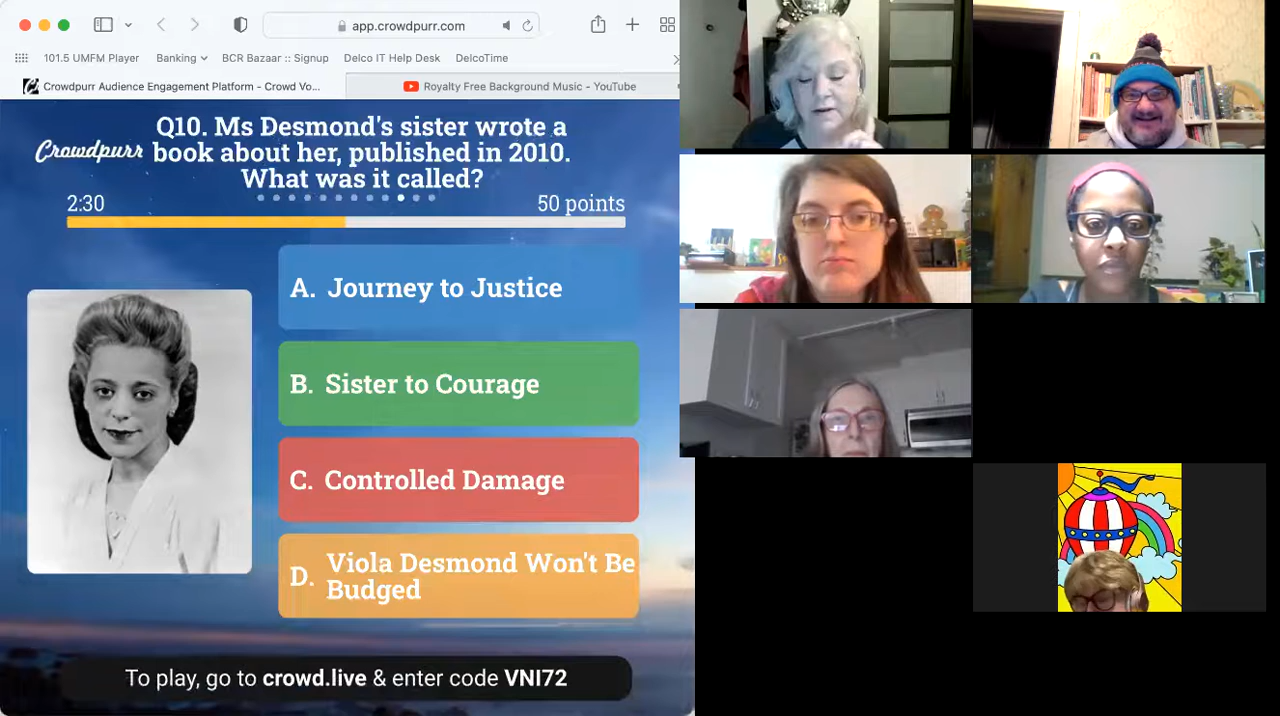 app.crowdpurr.com
101.5 UMFM Player Banking BCR Bazaar :: Signup Delco IT Help Desk DelcoTime
Crowdpurr Audience Engagement Platform - Crowd Vo... Royalty Free Background Music - YouTube
Crowdpurr
Q10. Ms Desmond's sister wrote a
book about her, published in 2010.
What was it called?
2:30 50 points
A. Journey to Justice
B. Sister to Courage
C. Controlled Damage
D. Viola Desmond Won't Be
Budged
To play, go to crowd.live & enter code VNI72